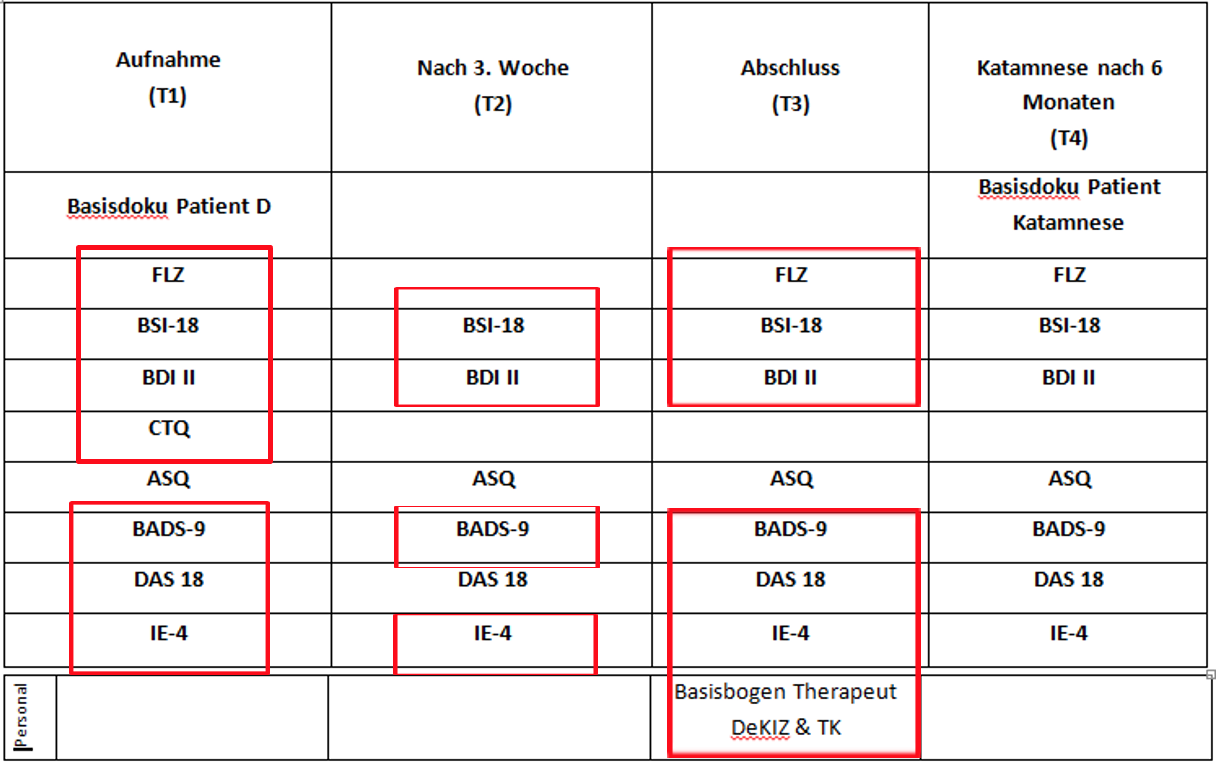 Aufnahme
(T1)
Nach 3. Woche
(T2)
Abschluss
(T3)
Katamnese nach 6
Monaten
(T4)
Basisdoku Patient D
Basisdoku Patient
Katamnese
FLZ
FLZ
FLZ
BSI-18
BSI-18
BSI-18
BSI-18
BDI II
BDI II
BDI II
BDI II
CTQ
ASQ
ASQ
ASQ
ASQ
BADS-9
BADS-9
BADS-9
BADS-9
DAS 18
DAS 18
DAS 18
DAS 18
IE-4
IE-4
IE-4
IE-4
Personal
Basisbogen Therapeut
DeKIZ & TK